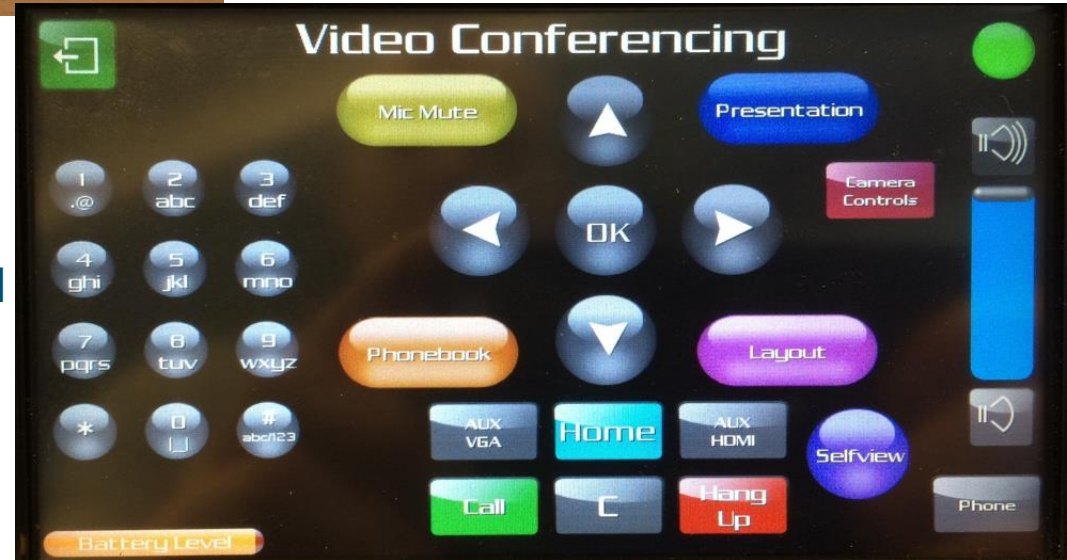 Video Conferencing
Mic Mute
Presentation
1
.@
2
abc
3
def
Camera
Controls
OK
4
ghi
5
jkl
6
mno
7
pqrs
8
tuv
9
wxyz
Phonebook
Layout
*
0
#
abc/123
AUX
VGA
Home
AUX
HDMI
Selfview
Call
C
Hang
Up
Phone
Battery Level